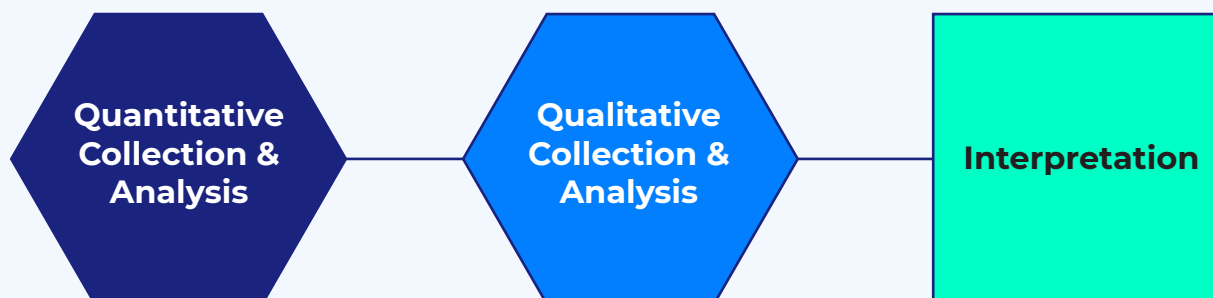 Quantitative
Collection &
Analysis
Qualitative
Collection &
Analysis
Interpretation